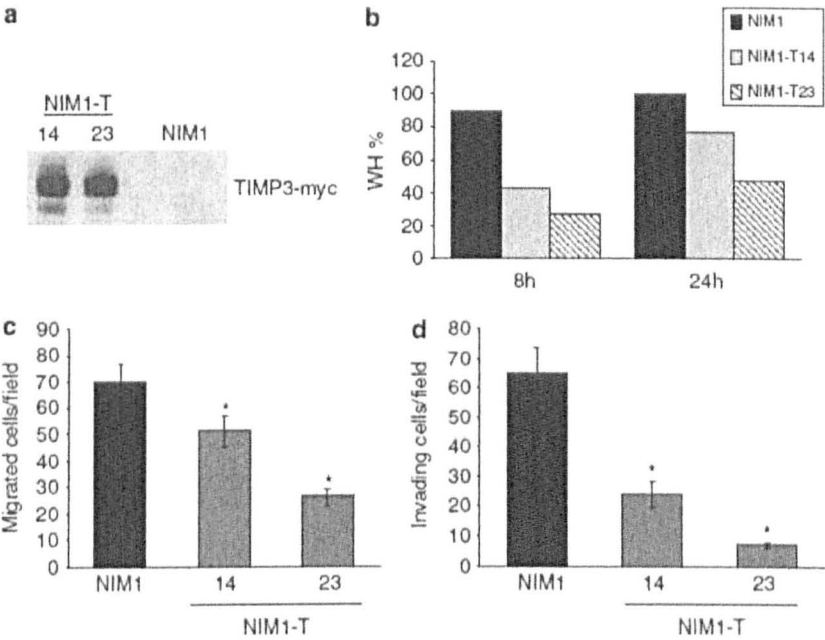 a
NIM1-T
14 23 NIM1
TIMP3-myc
b
NIM1
NIM1-T14
NIM1-T23
WH %
120
100
80
60
40
20
0
8h 24h
c
Migrated cells/field
90
80
70
60
50
40
30
20
10
0
*
*
NIM1 14 23
NIM1-T
d
Invading cells/field
80
70
60
50
40
30
20
10
0
*
*
NIM1 14 23
NIM1-T